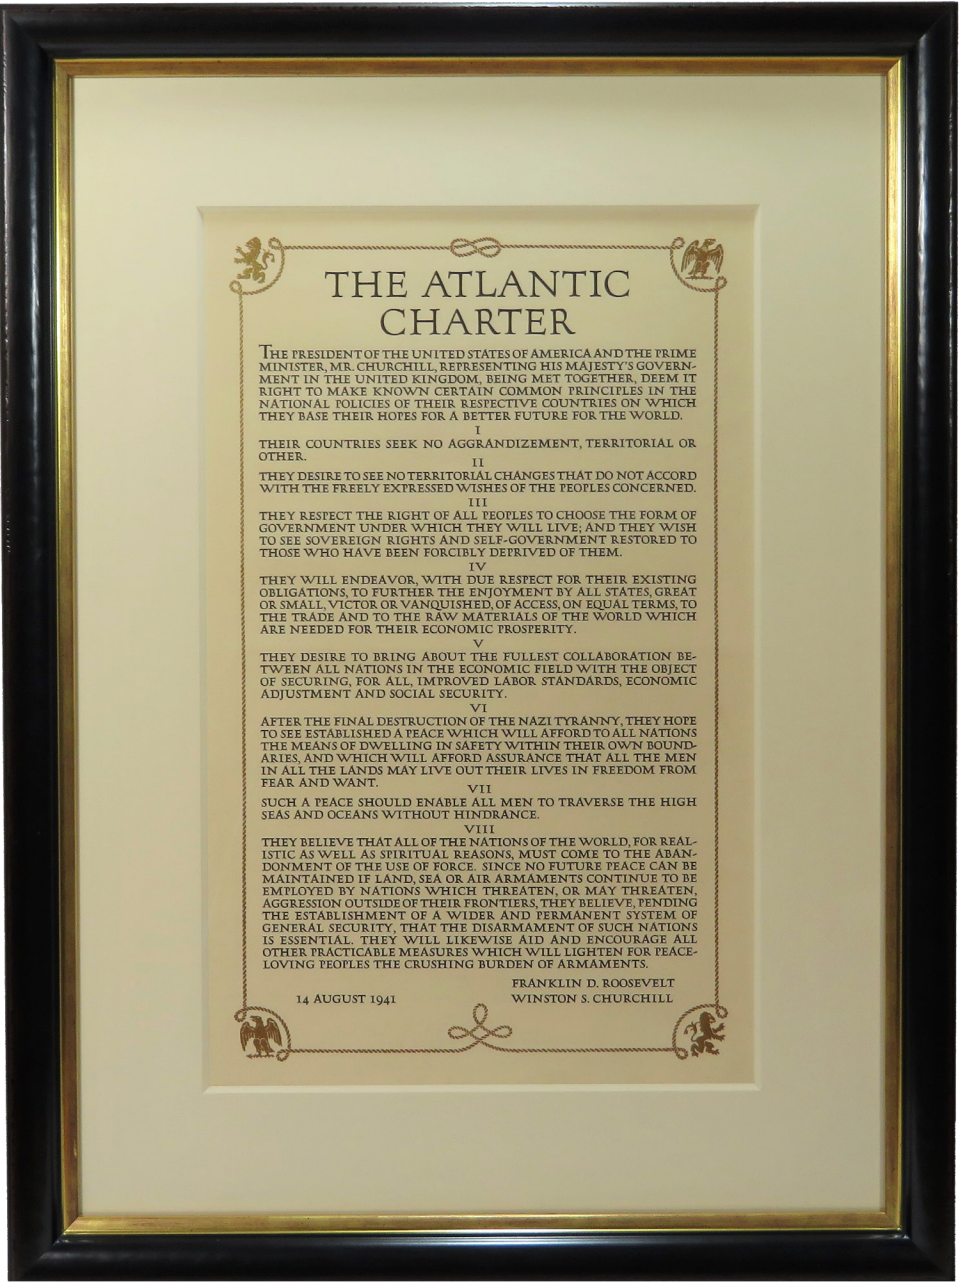 THE ATLANTIC
CHARTER
THE PRESIDENT OF THE UNITED STATES OF AMERICA AND THE PRIME
MINISTER, MR. CHURCHILL, REPRESENTING HIS MAJESTY'S GOVERN-
MENT IN THE UNITED KINGDOM, BEING MET TOGETHER, DEEM IT
RIGHT TO MAKE KNOWN CERTAIN COMMON PRINCIPLES IN THE
NATIONAL POLICIES OF THEIR RESPECTIVE COUNTRIES ON WHICH
THEY BASE THEIR HOPES FOR A BETTER FUTURE FOR THE WORLD.
I
THEIR COUNTRIES SEEK NO AGGRANDIZEMENT, TERRITORIAL OR
OTHER.
II
THEY DESIRE TO SEE NO TERRITORIAL CHANGES THAT DO NOT ACCORD
WITH THE FREELY EXPRESSED WISHES OF THE PEOPLES CONCERNED.
III
THEY RESPECT THE RIGHT OF ALL PEOPLES TO CHOOSE THE FORM OF
GOVERNMENT UNDER WHICH THEY WILL LIVE; AND THEY WISH
TO SEE SOVEREIGN RIGHTS AND SELF-GOVERNMENT RESTORED TO
THOSE WHO HAVE BEEN FORCIBLY DEPRIVED OF THEM.
IV
THEY WILL ENDEAVOR, WITH DUE RESPECT FOR THEIR EXISTING
OBLIGATIONS, TO FURTHER THE ENJOYMENT BY ALL STATES, GREAT
OR SMALL, VICTOR OR VANQUISHED, OF ACCESS, ON EQUAL TERMS, TO
THE TRADE AND TO THE RAW MATERIALS OF THE WORLD WHICH
ARE NEEDED FOR THEIR ECONOMIC PROSPERITY.
V
THEY DESIRE TO BRING ABOUT THE FULLEST COLLABORATION BE-
TWEEN ALL NATIONS IN THE ECONOMIC FIELD WITH THE OBJECT
OF SECURING, FOR ALL, IMPROVED LABOR STANDARDS, ECONOMIC
ADJUSTMENT AND SOCIAL SECURITY.
VI
AFTER THE FINAL DESTRUCTION OF THE NAZI TYRANNY, THEY HOPE
TO SEE ESTABLISHED A PEACE WHICH WILL AFFORD TO ALL NATIONS
THE MEANS OF DWELLING IN SAFETY WITHIN THEIR OWN BOUND-
ARIES, AND WHICH WILL AFFORD ASSURANCE THAT ALL THE MEN
IN ALL THE LANDS MAY LIVE OUT THEIR LIVES IN FREEDOM FROM
FEAR AND WANT.
VII
SUCH A PEACE SHOULD ENABLE ALL MEN TO TRAVERSE THE HIGH
SEAS AND OCEANS WITHOUT HINDRANCE.
VIII
THEY BELIEVE THAT ALL OF THE NATIONS OF THE WORLD, FOR REAL-
ISTIC AS WELL AS SPIRITUAL REASONS, MUST COME TO THE ABAN-
DONMENT OF THE USE OF FORCE. SINCE NO FUTURE PEACE CAN BE
MAINTAINED IF LAND, SEA OR AIR ARMAMENTS CONTINUE TO BE
EMPLOYED BY NATIONS WHICH THREATEN, OR MAY THREATEN,
AGGRESSION OUTSIDE OF THEIR FRONTIERS, THEY BELIEVE, PENDING
THE ESTABLISHMENT OF A WIDER AND PERMANENT SYSTEM OF
GENERAL SECURITY, THAT THE DISARMAMENT OF SUCH NATIONS
IS ESSENTIAL. THEY WILL LIKEWISE AID AND ENCOURAGE ALL
OTHER PRACTICABLE MEASURES WHICH WILL LIGHTEN FOR PEACE-
LOVING PEOPLES THE CRUSHING BURDEN OF ARMAMENTS.
FRANKLIN D. ROOSEVELT
14 AUGUST 1941 WINSTON S. CHURCHILL